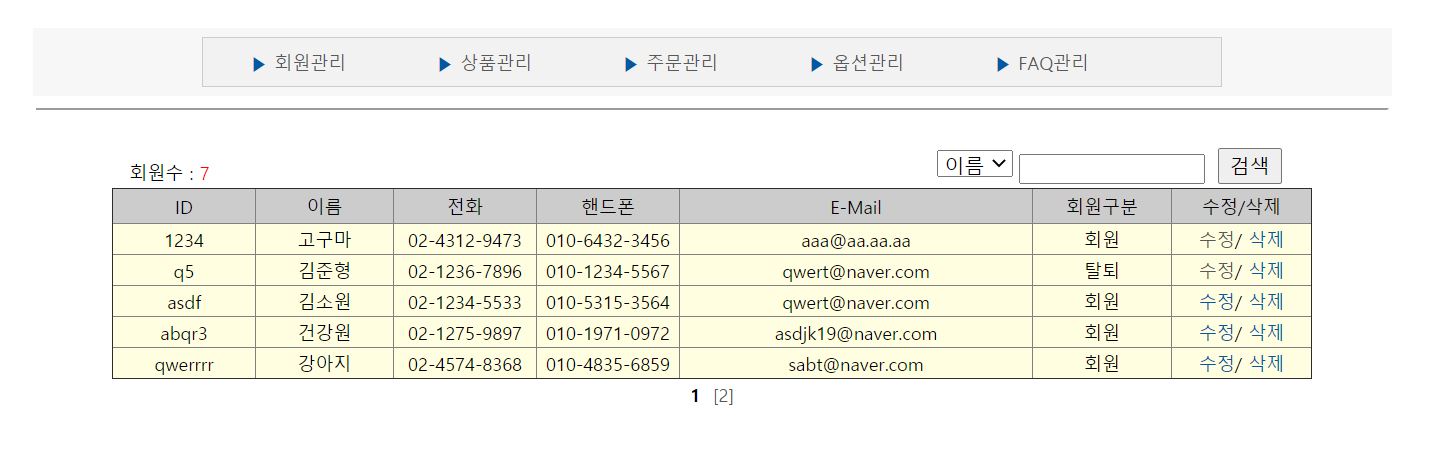 ▶ 회원관리 ▶ 상품관리 ▶ 주문관리 ▶ 옵션관리 ▶ FAQ관리
회원수 : 7 이름 검색
ID 이름 전화 핸드폰 E-Mail 회원구분 수정/삭제
1234 고구마 02-4312-9473 010-6432-3456 aaa@aa.aa.aa 회원 수정/ 삭제
q5 김준형 02-1236-7896 010-1234-5567 qwert@naver.com 탈퇴 수정/ 삭제
asdf 김소원 02-1234-5533 010-5315-3564 qwert@naver.com 회원 수정/ 삭제
abqr3 건강원 02-1275-9897 010-1971-0972 asdjk19@naver.com 회원 수정/ 삭제
qwerrrr 강아지 02-4574-8368 010-4835-6859 sabt@naver.com 회원 수정/ 삭제
1 [2]